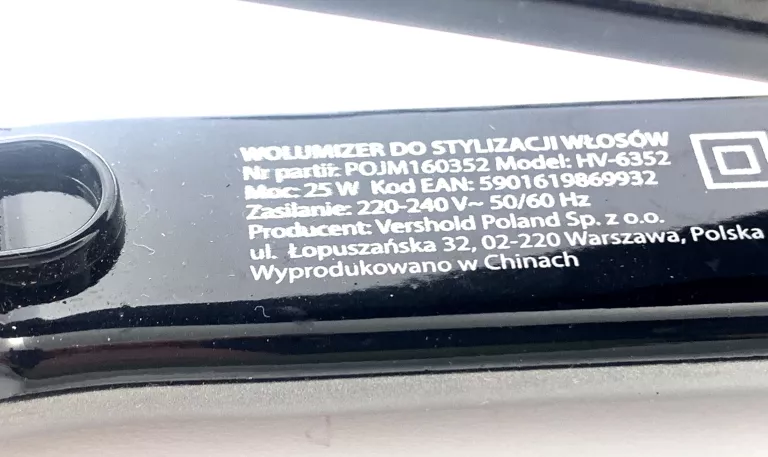 WOLUMIZER DO STYLIZACJI WŁOSÓW
Nr partii: POJM160352 Model: HV-6352
Moc: 25 W Kod EAN: 5901619869932
Zasilanie: 220-240 V~ 50/60 Hz
Producent: Vershold Poland Sp. z o.o.
ul. Łopuszańska 32, 02-220 Warszawa, Polska
Wyprodukowano w Chinach